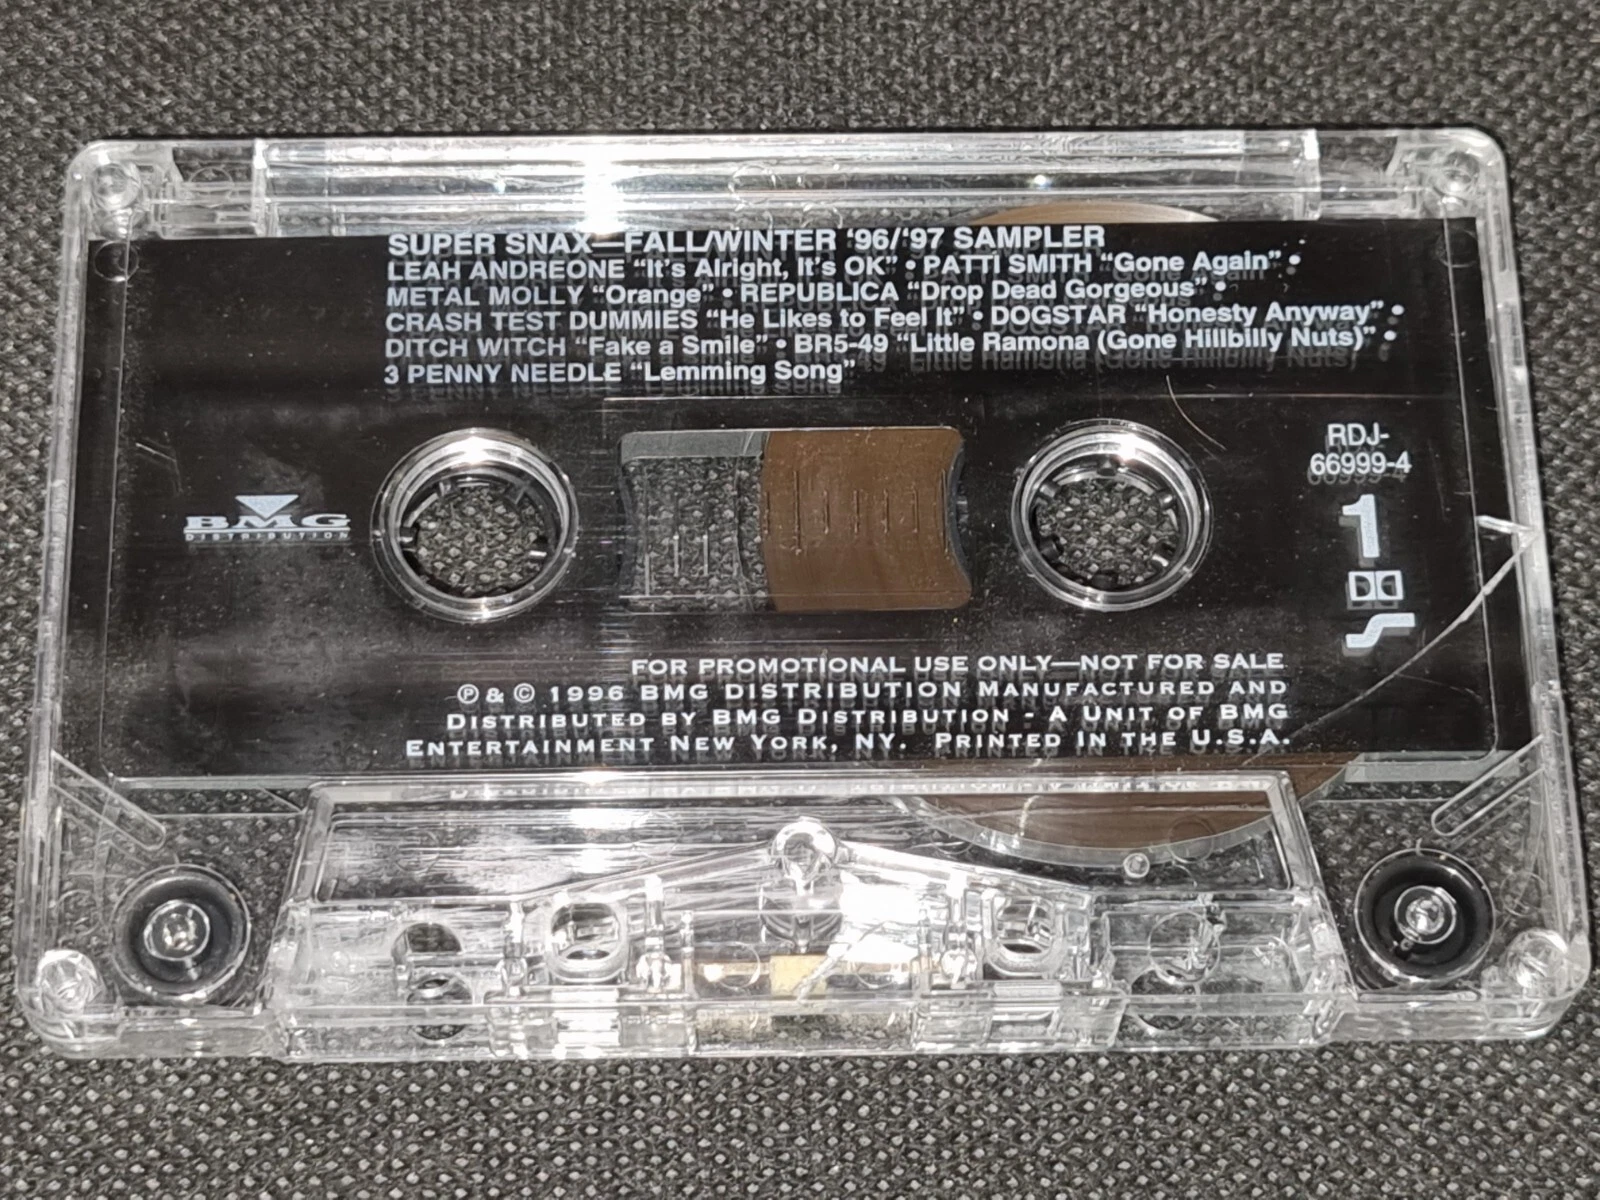 SUPER SNAX—FALL/WINTER '96/'97 SAMPLER
LEAH ANDREONE "It's Alright, It's OK" • PATTI SMITH "Gone Again" •
METAL MOLLY "Orange" • REPUBLICA "Drop Dead Gorgeous" •
CRASH TEST DUMMIES "He Likes to Feel It" • DOGSTAR "Honesty Anyway" •
DITCH WITCH "Fake a Smile" • BR5-49 "Little Ramona (Gone Hillbilly Nuts)" •
3 PENNY NEEDLE "Lemming Song"
RDJ-
66999-4
1
BMG
DISTRIBUTION
FOR PROMOTIONAL USE ONLY—NOT FOR SALE
℗ & © 1996 BMG DISTRIBUTION MANUFACTURED AND
DISTRIBUTED BY BMG DISTRIBUTION - A UNIT OF BMG
ENTERTAINMENT NEW YORK, NY. PRINTED IN THE U.S.A.